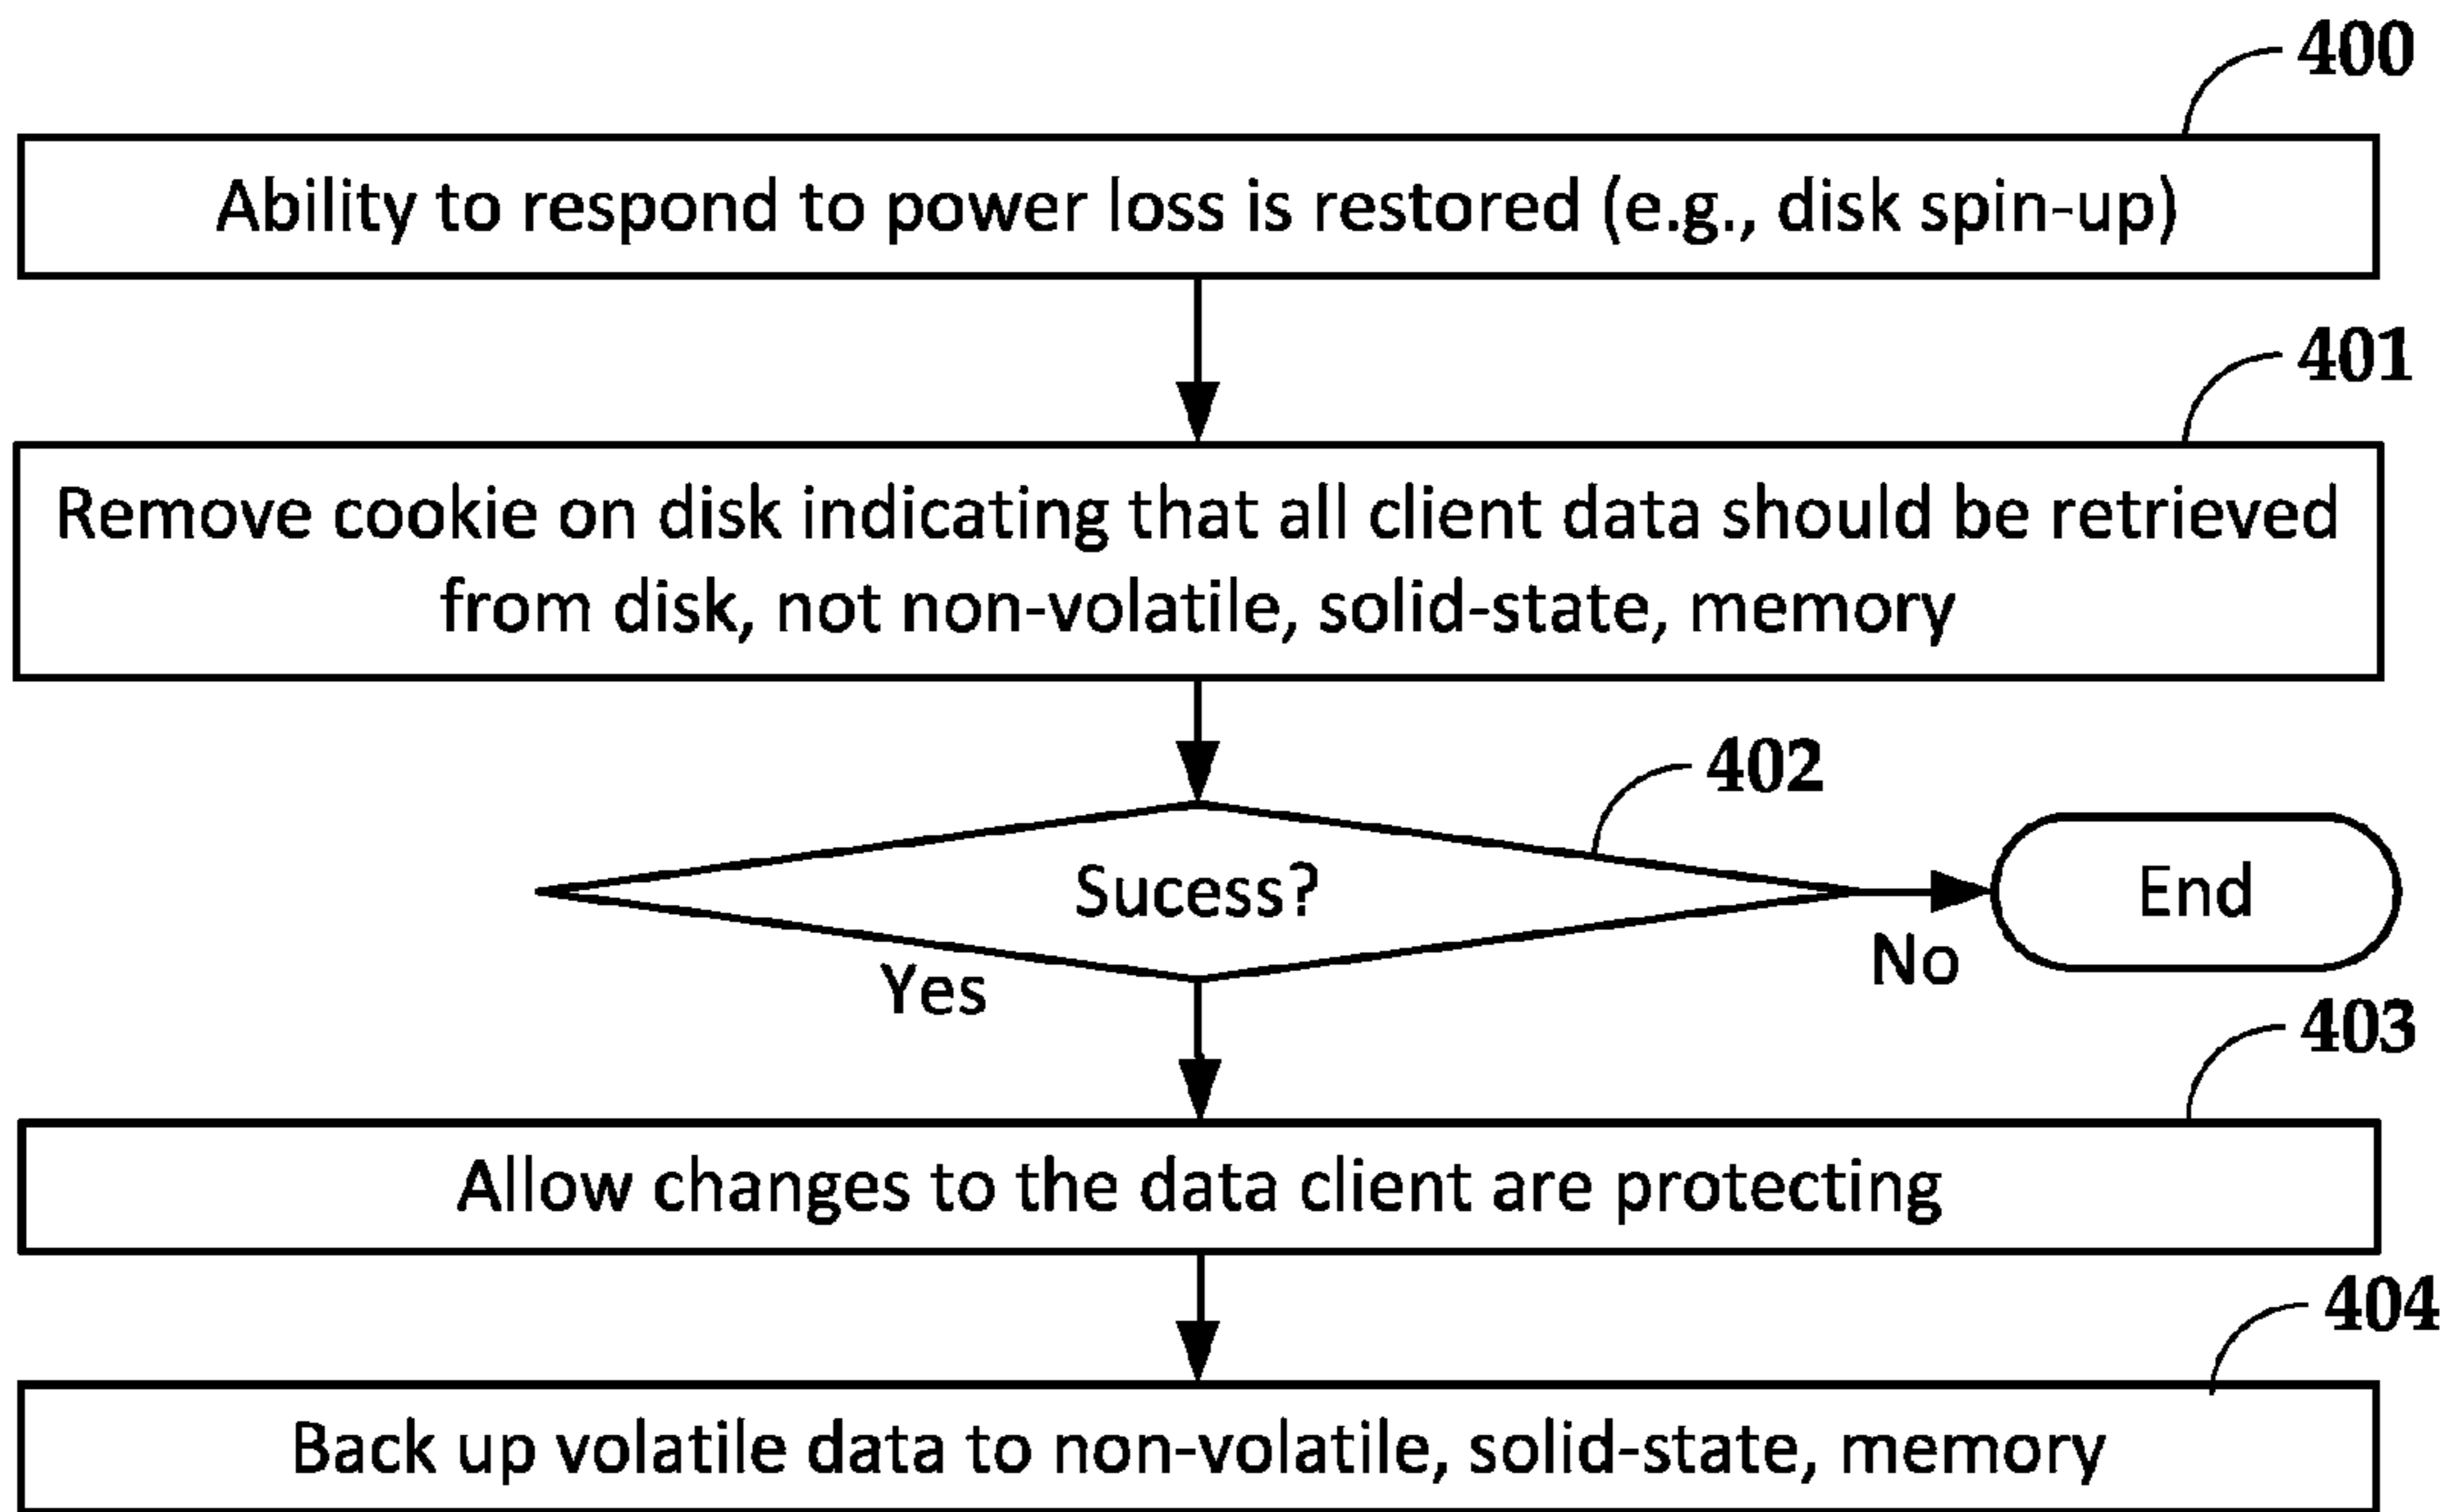 400
Ability to respond to power loss is restored (e.g., disk spin-up)
401
Remove cookie on disk indicating that all client data should be retrieved
from disk, not non-volatile, solid-state, memory
402
Sucess?
End
No
Yes
403
Allow changes to the data client are protecting
404
Back up volatile data to non-volatile, solid-state, memory